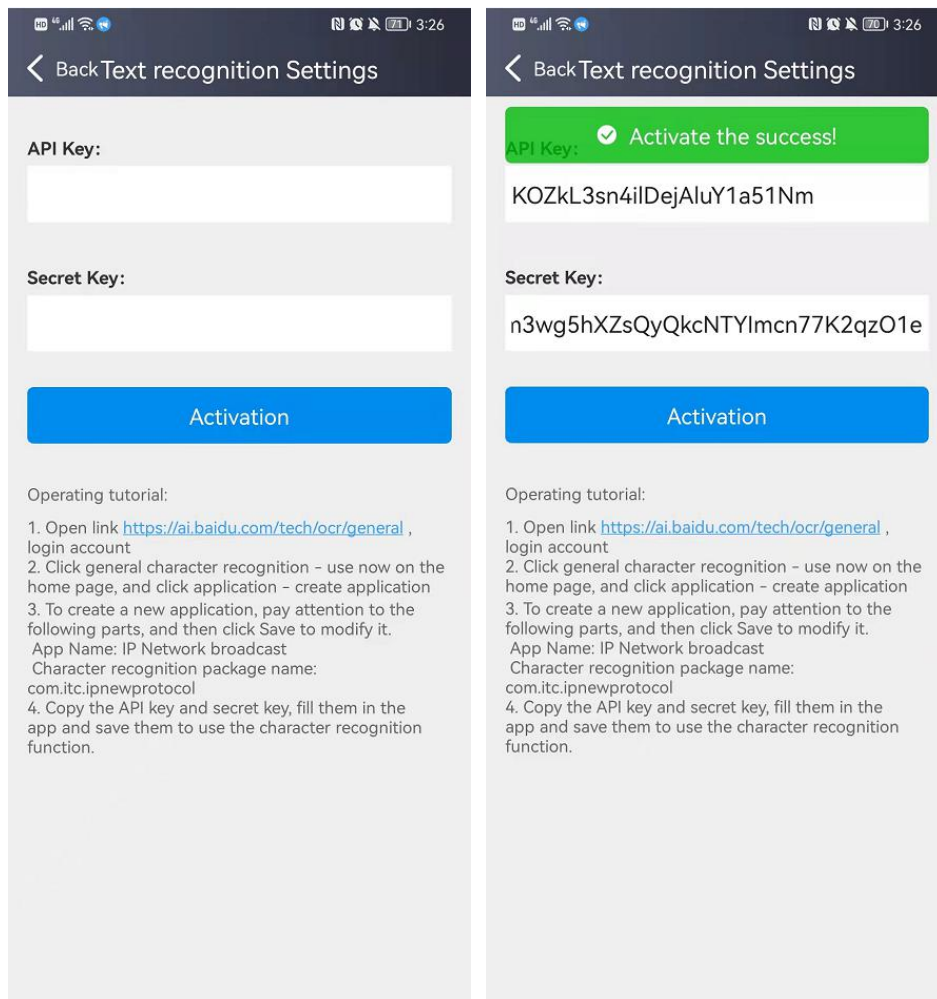 HD 4G 71 3:26
Back Text recognition Settings
API Key:
Secret Key:
Activation
Operating tutorial:
1. Open link https://ai.baidu.com/tech/ocr/general ,
login account
2. Click general character recognition - use now on the
home page, and click application - create application
3. To create a new application, pay attention to the
following parts, and then click Save to modify it.
App Name: IP Network broadcast
Character recognition package name:
com.itc.ipnewprotocol
4. Copy the API key and secret key, fill them in the
app and save them to use the character recognition
function.
HD 4G 70 3:26
Back Text recognition Settings
Activate the success!
API Key:
KOZkL3sn4ilDejAluY1a51Nm
Secret Key:
n3wg5hXZsQyQkcNTYImcn77K2qzO1e
Activation
Operating tutorial:
1. Open link https://ai.baidu.com/tech/ocr/general ,
login account
2. Click general character recognition - use now on the
home page, and click application - create application
3. To create a new application, pay attention to the
following parts, and then click Save to modify it.
App Name: IP Network broadcast
Character recognition package name:
com.itc.ipnewprotocol
4. Copy the API key and secret key, fill them in the
app and save them to use the character recognition
function.